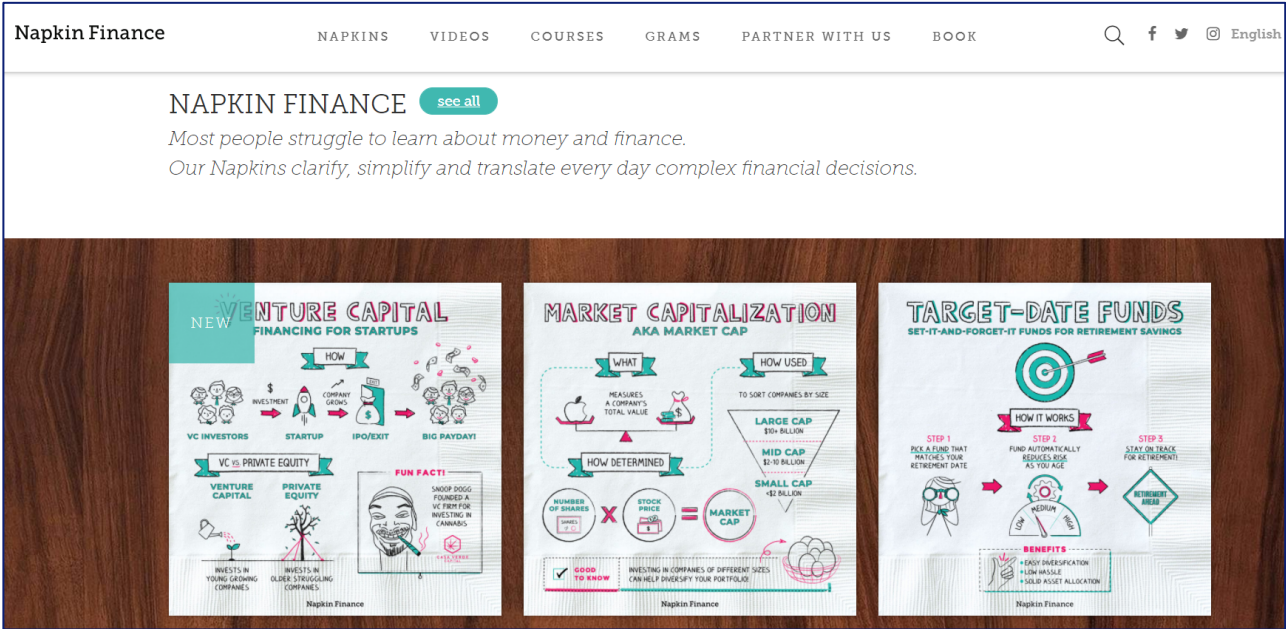 Napkin Finance
NAPKINS VIDEOS COURSES GRAMS PARTNER WITH US BOOK
English
NAPKIN FINANCE see all
Most people struggle to learn about money and finance.
Our Napkins clarify, simplify and translate every day complex financial decisions.
NEW
VENTURE CAPITAL
FINANCING FOR STARTUPS
HOW
$
INVESTMENT
COMPANY
GROWS
EXIT
$
VC INVESTORS
STARTUP
IPO/EXIT
BIG PAYDAY!
VC VS. PRIVATE EQUITY
VENTURE
CAPITAL
INVESTS IN
YOUNG GROWING
COMPANIES
PRIVATE
EQUITY
INVESTS IN
OLDER STRUGGLING
COMPANIES
FUN FACT!
SNOOP DOGG
FOUNDED A
VC FIRM FOR
INVESTING IN
CANNABIS
Napkin Finance
MARKET CAPITALIZATION
AKA MARKET CAP
WHAT
MEASURES
A COMPANY'S
TOTAL VALUE
$
HOW DETERMINED
NUMBER
OF SHARES
SHARES
X
STOCK
PRICE
$
=
MARKET
CAP
HOW USED
TO SORT COMPANIES BY SIZE
LARGE CAP
$10+ BILLION
MID CAP
$2-10 BILLION
SMALL CAP
<$2 BILLION
GOOD
TO KNOW
INVESTING IN COMPANIES OF DIFFERENT SIZES
CAN HELP DIVERSIFY YOUR PORTFOLIO!
Napkin Finance
TARGET-DATE FUNDS
SET-IT-AND-FORGET-IT FUNDS FOR RETIREMENT SAVINGS
HOW IT WORKS
STEP 1
PICK A FUND THAT
MATCHES YOUR
RETIREMENT DATE
STEP 2
FUND AUTOMATICALLY
REDUCES RISK
AS YOU AGE
LOW MEDIUM HIGH
STEP 3
STAY ON TRACK
FOR RETIREMENT!
RETIREMENT
AHEAD
BENEFITS
EASY DIVERSIFICATION
LOW HASSLE
SOLID ASSET ALLOCATION
Napkin Finance